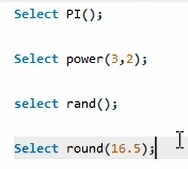 Select PI();
Select power(3,2);
select rand();
Select round(16.5);